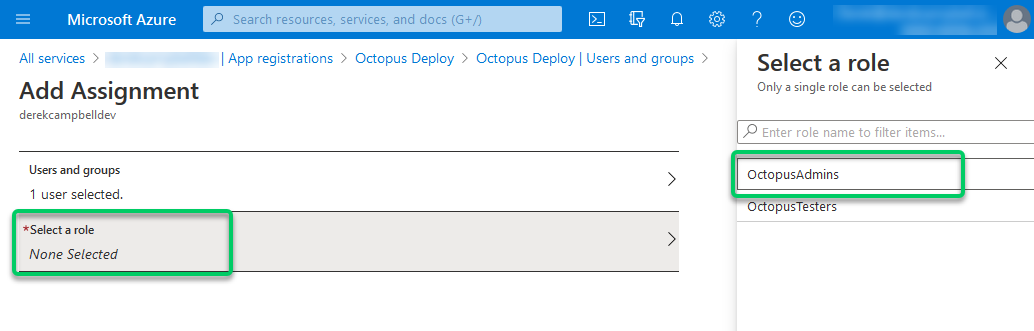 Microsoft Azure
Search resources, services, and docs (G+/)
All services > | App registrations > Octopus Deploy > Octopus Deploy | Users and groups >
Add Assignment
derekcampbelldev
Users and groups
1 user selected.
*Select a role
None Selected
Select a role
Only a single role can be selected
Enter role name to filter items...
OctopusAdmins
OctopusTesters